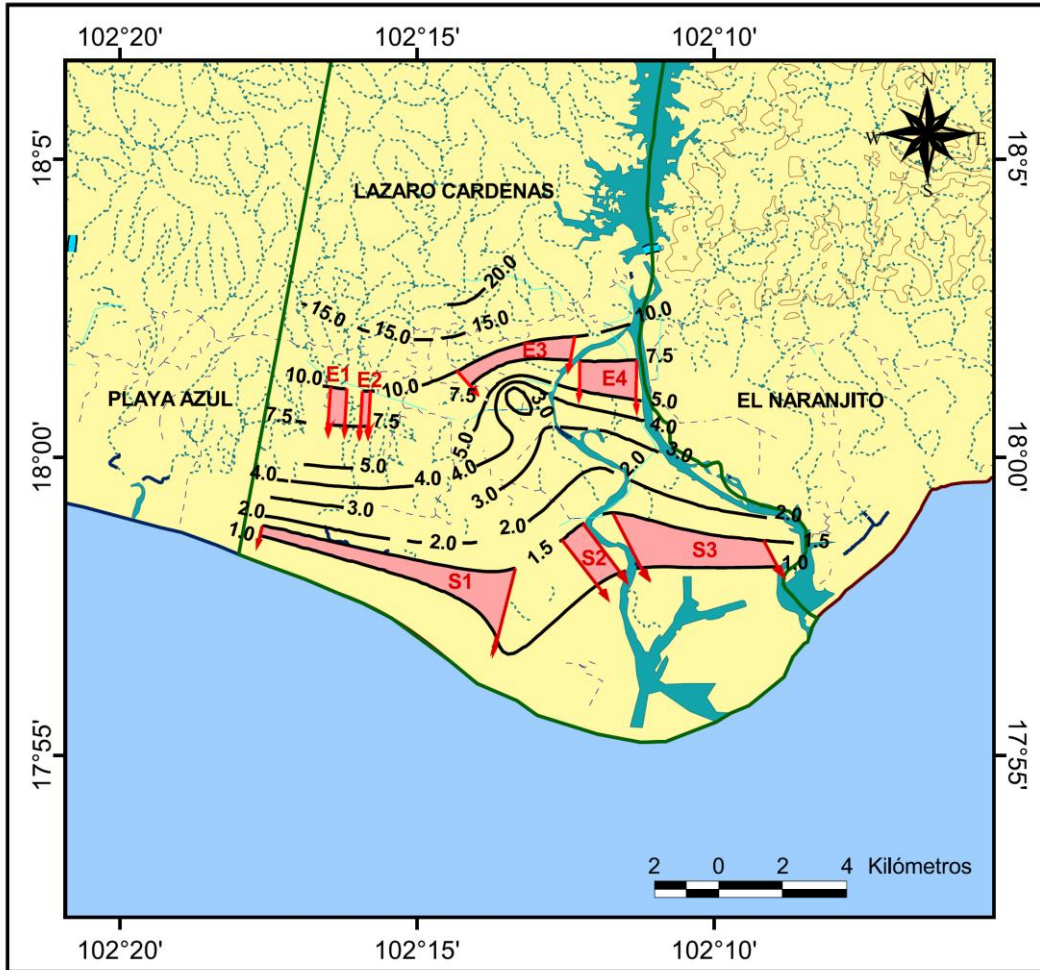 102°20' 102°15' 102°10'
18°5' 18°5'
N
W E
S
LAZARO CARDENAS
20.0
15.0 15.0 15.0
10.0
E3
7.5
E1 E2
10.0 10.0
7.5
E4
PLAYA AZUL
EL NARANJITO
3.0
5.0
7.5 7.5
4.0
18°00' 18°00'
5.0
3.0
4.0 5.0 4.0 4.0
2.0
3.0 3.0
2.0 2.0 2.0
1.0 2.0 1.5 1.5
S2 S3
1.0
S1
17°55' 17°55'
2 0 2 4 Kilómetros
102°20' 102°15' 102°10'